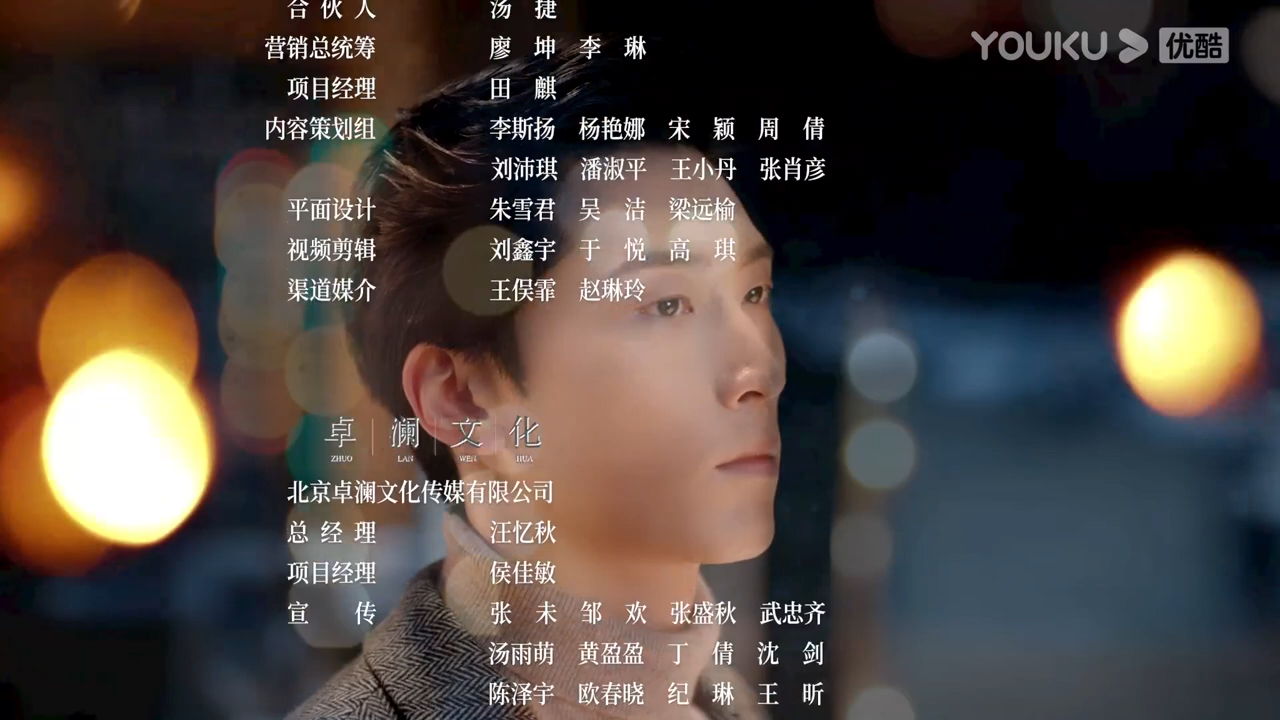 合伙人 汤捷
YOUKU 优酷
营销总统筹 廖坤 李琳
项目经理 田麒
内容策划组 李斯扬 杨艳娜 宋颖 周倩
刘沛琪 潘淑平 王小丹 张肖彦
平面设计 朱雪君 吴洁 梁远榆
视频剪辑 刘鑫宇 于悦 高琪
渠道媒介 王俣霏 赵琳玲
卓澜文化
ZHUO LAN WEN HUA
北京卓澜文化传媒有限公司
总经理 汪忆秋
项目经理 侯佳敏
宣传 张未 邹欢 张盛秋 武忠齐
汤雨萌 黄盈盈 丁倩 沈剑
陈泽宇 欧春晓 纪琳 王昕